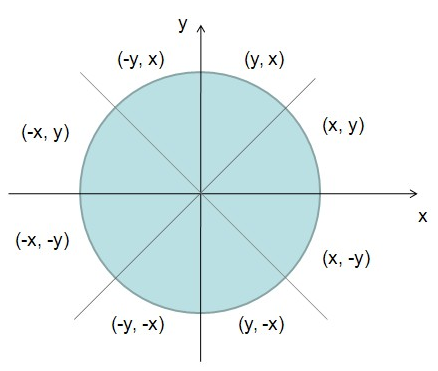 y
(-y, x)
(y, x)
(-x, y)
(x, y)
x
(-x, -y)
(x, -y)
(-y, -x)
(y, -x)